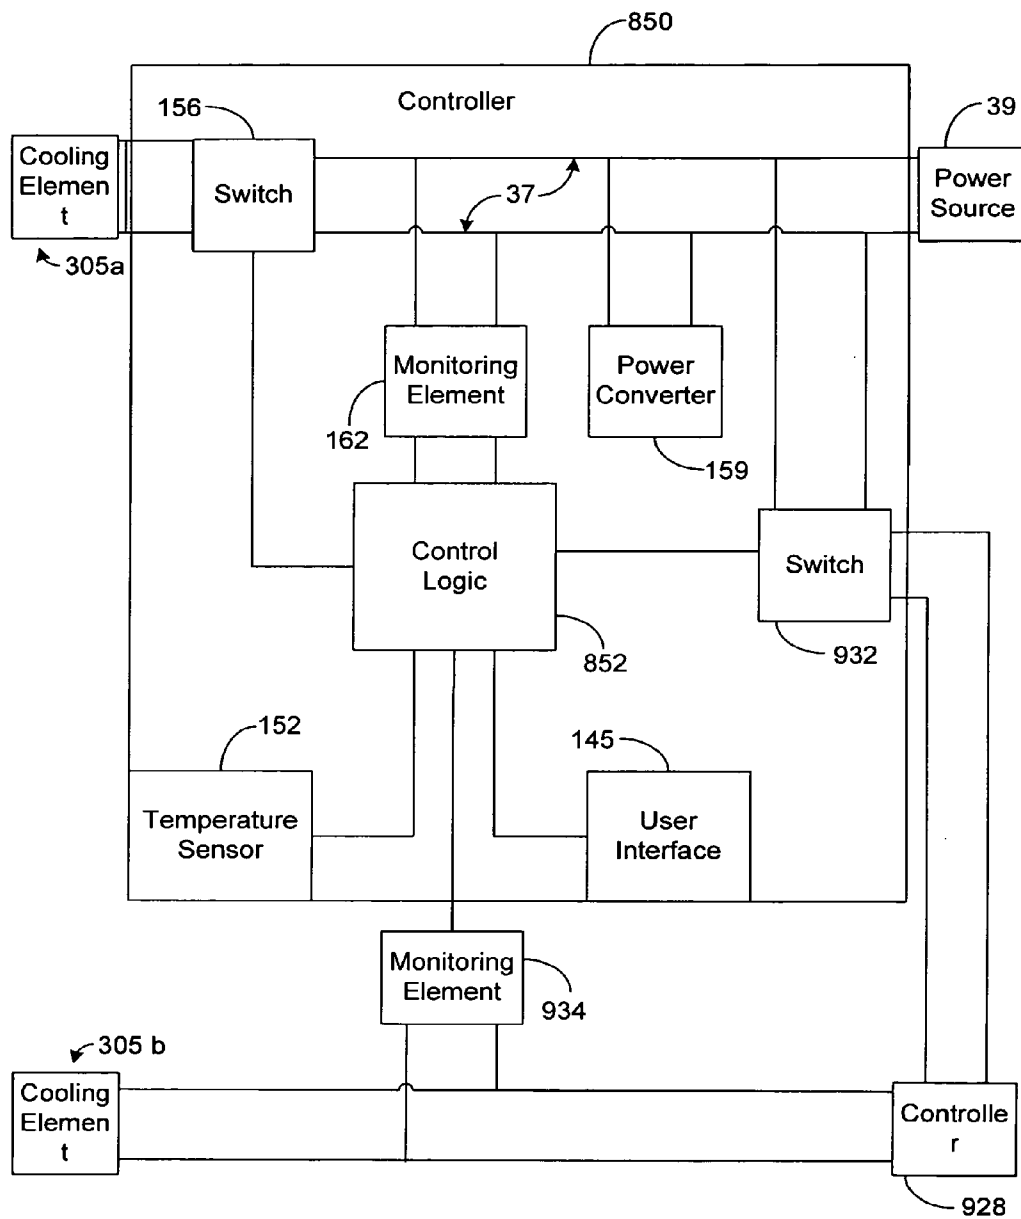 850
Controller
156
39
Cooling
Elemen
t
Switch
37
Power
Source
305a
Monitoring
Element
Power
Converter
162
159
Control
Logic
Switch
852
932
152
145
Temperature
Sensor
User
Interface
Monitoring
Element
934
305 b
Cooling
Elemen
t
Controlle
r
928